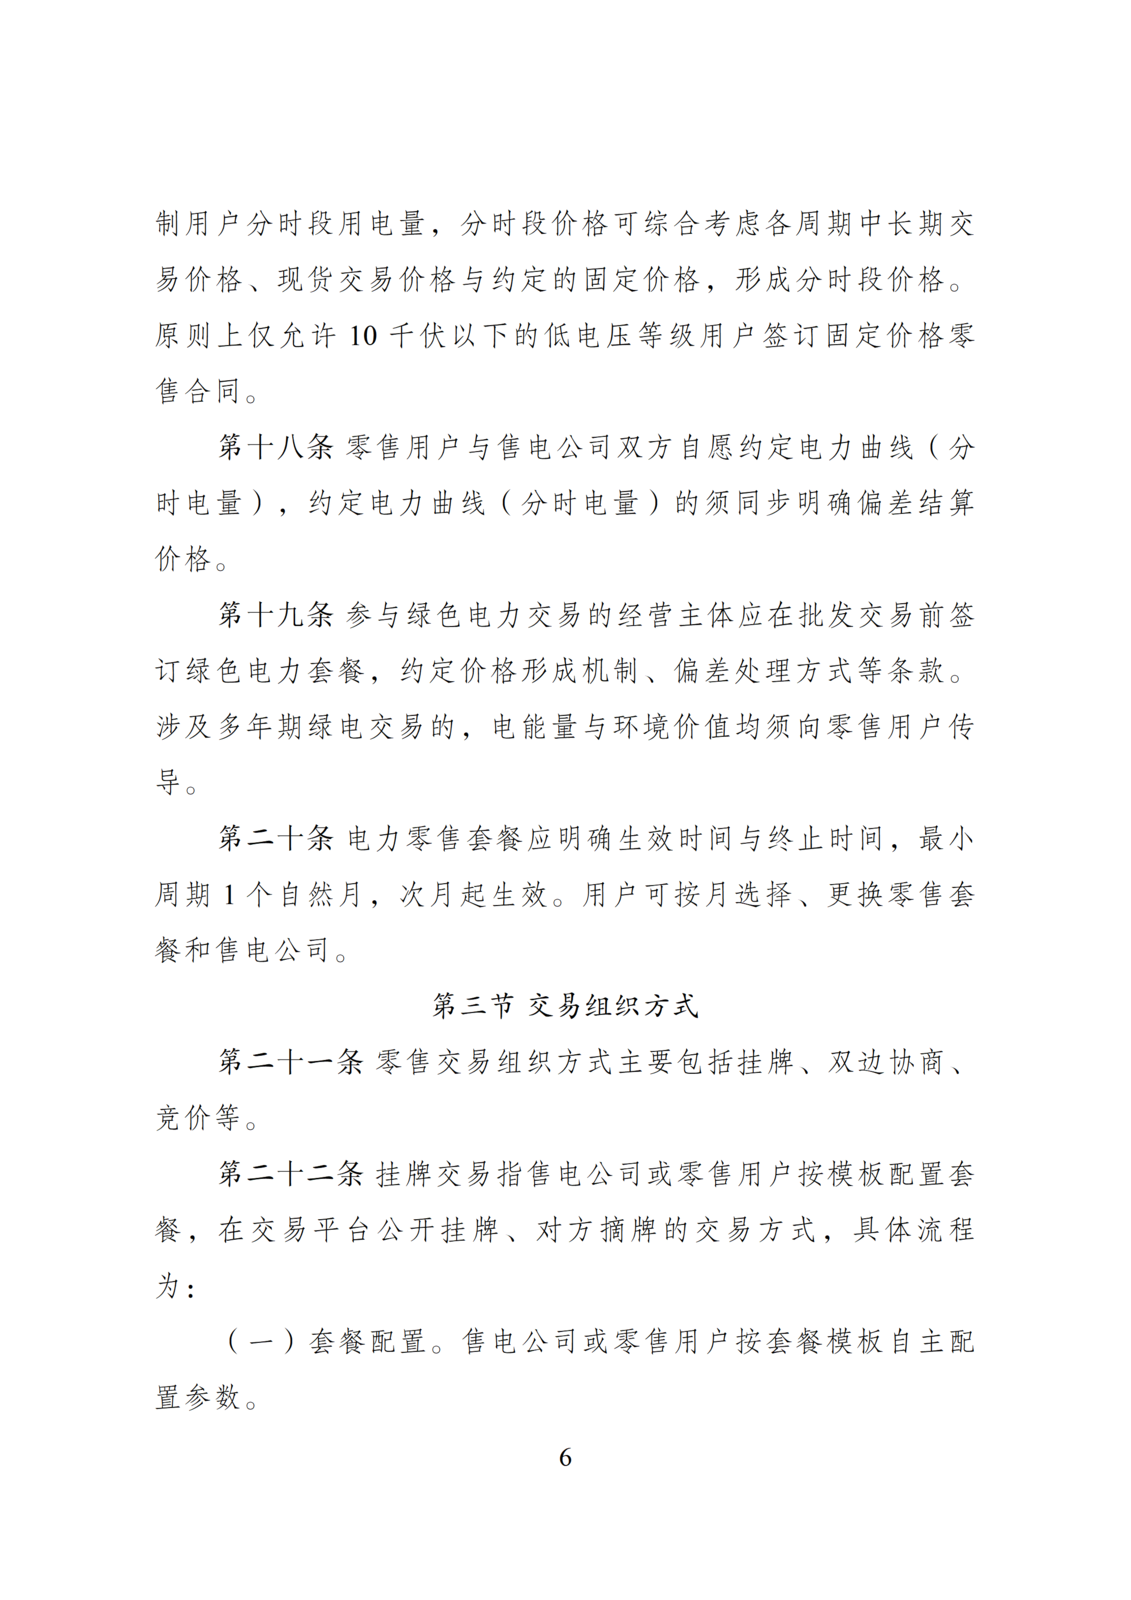 制用户分时段用电量，分时段价格可综合考虑各周期中长期交
易价格、现货交易价格与约定的固定价格，形成分时段价格。
原则上仅允许 10 千伏以下的低电压等级用户签订固定价格零
售合同。
第十八条 零售用户与售电公司双方自愿约定电力曲线（分
时电量），约定电力曲线（分时电量）的须同步明确偏差结算
价格。
第十九条 参与绿色电力交易的经营主体应在批发交易前签
订绿色电力套餐，约定价格形成机制、偏差处理方式等条款。
涉及多年期绿电交易的，电能量与环境价值均须向零售用户传
导。
第二十条 电力零售套餐应明确生效时间与终止时间，最小
周期 1 个自然月，次月起生效。用户可按月选择、更换零售套
餐和售电公司。
第三节 交易组织方式
第二十一条 零售交易组织方式主要包括挂牌、双边协商、
竞价等。
第二十二条 挂牌交易指售电公司或零售用户按模板配置套
餐，在交易平台公开挂牌、对方摘牌的交易方式，具体流程
为：
（一）套餐配置。售电公司或零售用户按套餐模板自主配
置参数。
6